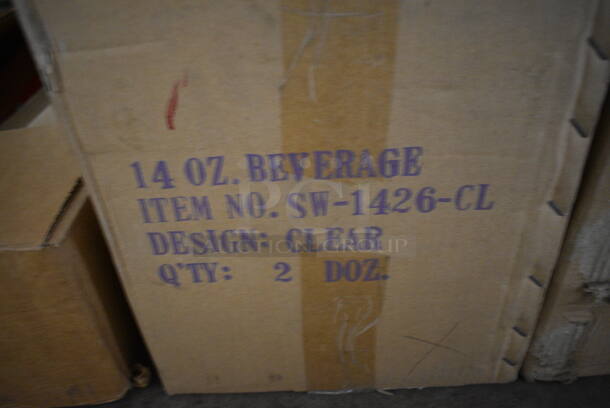 14 OZ. BEVERAGE
ITEM NO. SW-1426-CL
DESIGN: CLEAR
Q'TY: 2 DOZ.